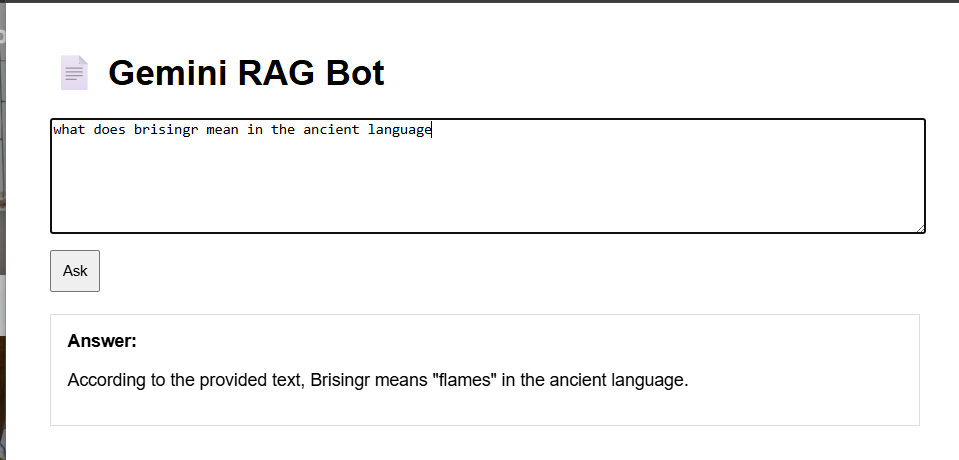 Gemini RAG Bot
what does brisingr mean in the ancient language
Ask
Answer:
According to the provided text, Brisingr means "flames" in the ancient language.